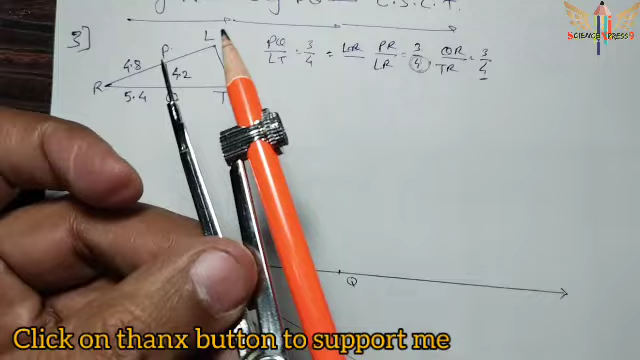 SCIENCE XPRESS9
3]
L
P
PQ/LT = 3/4 = PR/LR = 3/4 QR/TR = 3/4
4.8
4.2
R
5.4
T
Q
Click on thanx button to support me